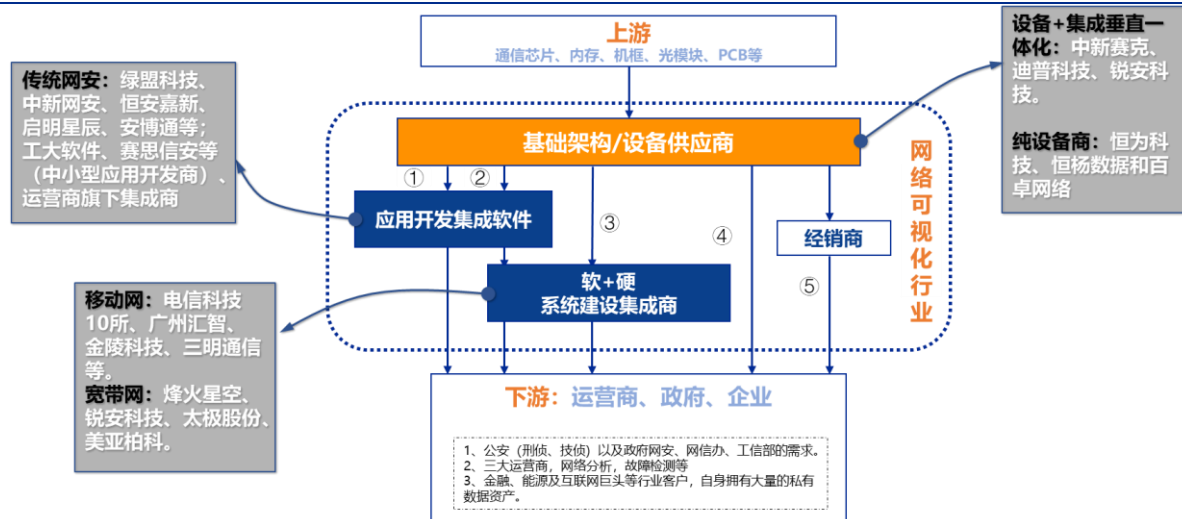 上游
通信芯片、内存、机框、光模块、PCB等
设备+集成垂直一
体化：中新赛克、
迪普科技、锐安科
技。
纯设备商：恒为科
技、恒杨数据和百
卓网络
传统网安：绿盟科技、
中新网安、恒安嘉新、
启明星辰、安博通等；
工大软件、赛思信安等
（中小型应用开发商）、
运营商旗下集成商
基础架构/设备供应商
网络可视化行业
①
②
③
④
⑤
应用开发集成软件
经销商
软+硬
系统建设集成商
移动网：电信科技
10所、广州汇智、
金陵科技、三明通信
等。
宽带网：烽火星空、
锐安科技、太极股份、
美亚柏科。
下游：运营商、政府、企业
1、公安（刑侦、技侦）以及政府网安、网信办、工信部的需求。
2、三大运营商，网络分析，故障检测等
3、金融、能源及互联网巨头等行业客户，自身拥有大量的私有
数据资产。